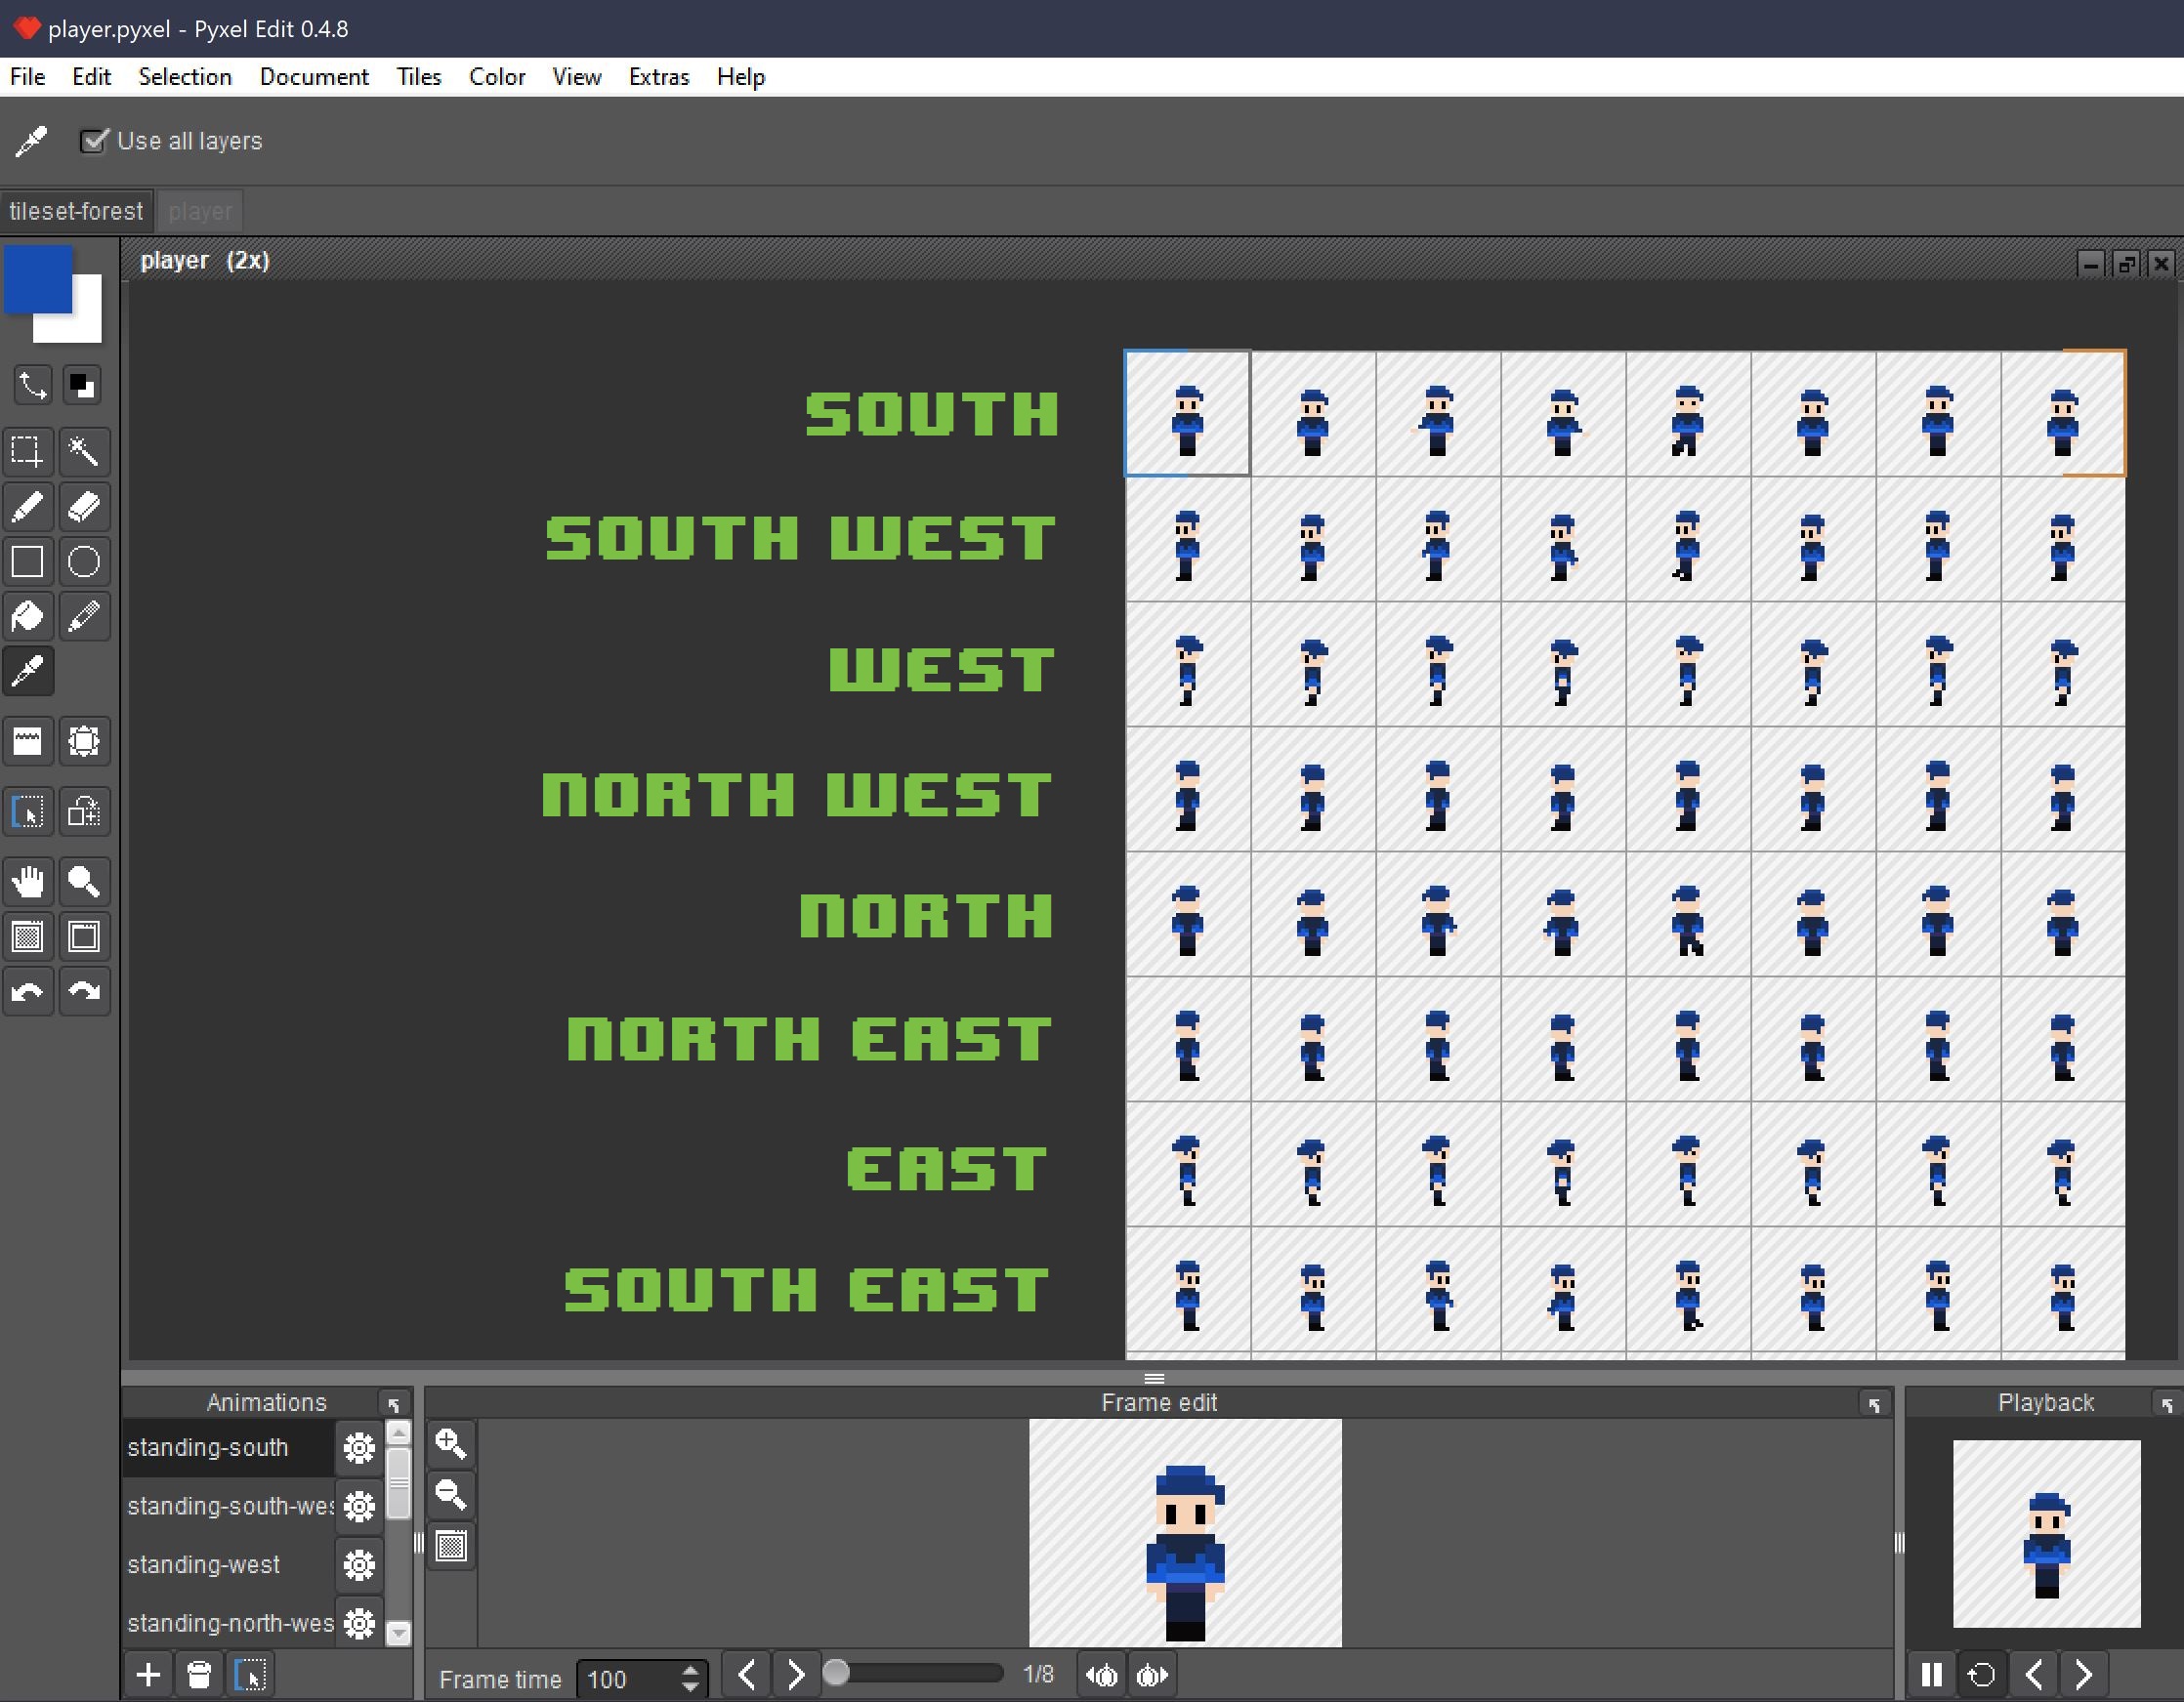 player.pyxel - Pyxel Edit 0.4.8
File Edit Selection Document Tiles Color View Extras Help
Use all layers
tileset-forest player
player (2x)
SOUTH
SOUTH WEST
WEST
NORTH WEST
NORTH
NORTH EAST
EAST
SOUTH EAST
Animations Frame edit Playback
standing-south
standing-south-wes
standing-west
standing-north-wes
Frame time 100 1/8